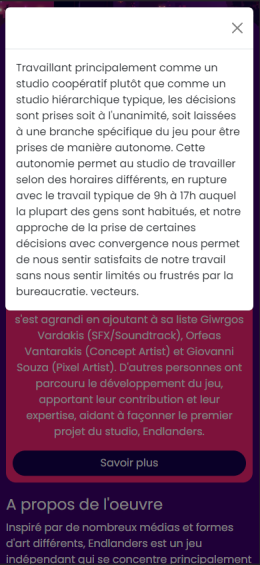 Travaillant principalement comme un
studio coopératif plutôt que comme un
studio hiérarchique typique, les décisions
sont prises soit à l'unanimité, soit laissées
à une branche spécifique du jeu pour être
prises de manière autonome. Cette
autonomie permet au studio de travailler
selon des horaires différents, en rupture
avec le travail typique de 9h à 17h auquel
la plupart des gens sont habitués, et notre
approche de la prise de certaines
décisions avec convergence nous permet
de nous sentir satisfaits de notre travail
sans nous sentir limités ou frustrés par la
bureaucratie. vecteurs.
s'est agrandi en ajoutant à sa liste Giwrgos
Vardakis (SFX/Soundtrack), Orfeas
Vantarakis (Concept Artist) et Giovanni
Souza (Pixel Artist). D'autres personnes ont
parcouru le développement du jeu,
apportant leur contribution et leur
expertise, aidant à façonner le premier
projet du studio, Endlanders.
Savoir plus
A propos de l'oeuvre
Inspiré par de nombreux médias et formes
d'art différents, Endlanders est un jeu
indépendant qui se concentre principalement